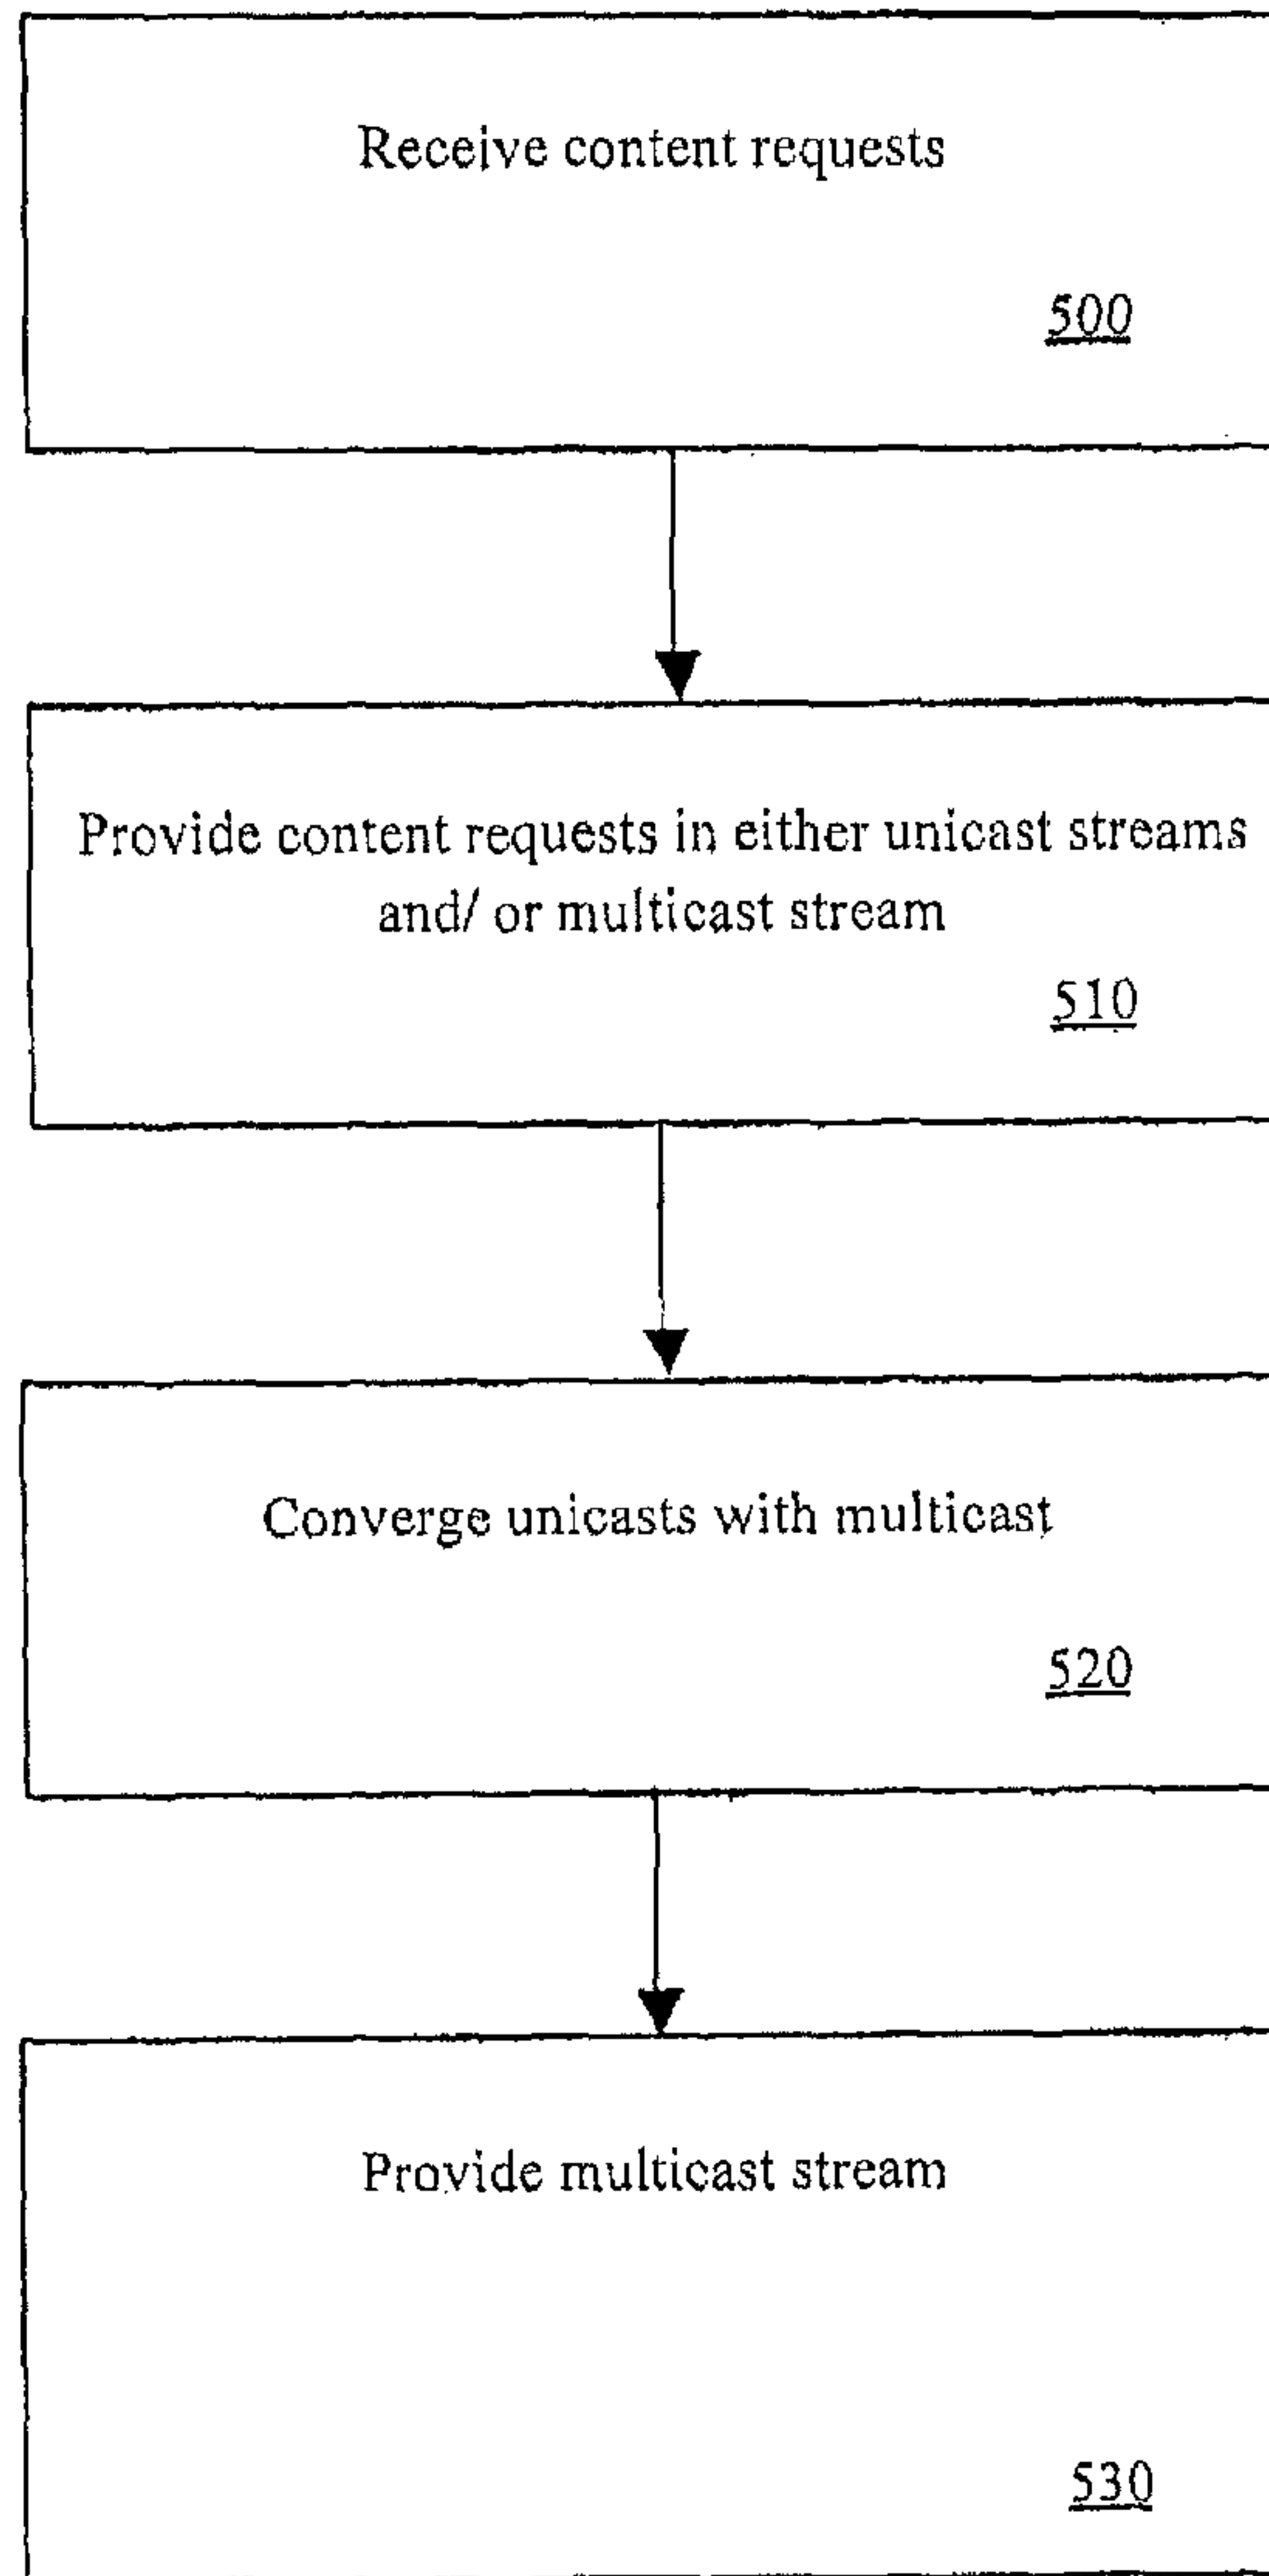 Receive content requests
500
Provide content requests in either unicast streams
and/ or multicast stream
510
Converge unicasts with multicast
520
Provide multicast stream
530